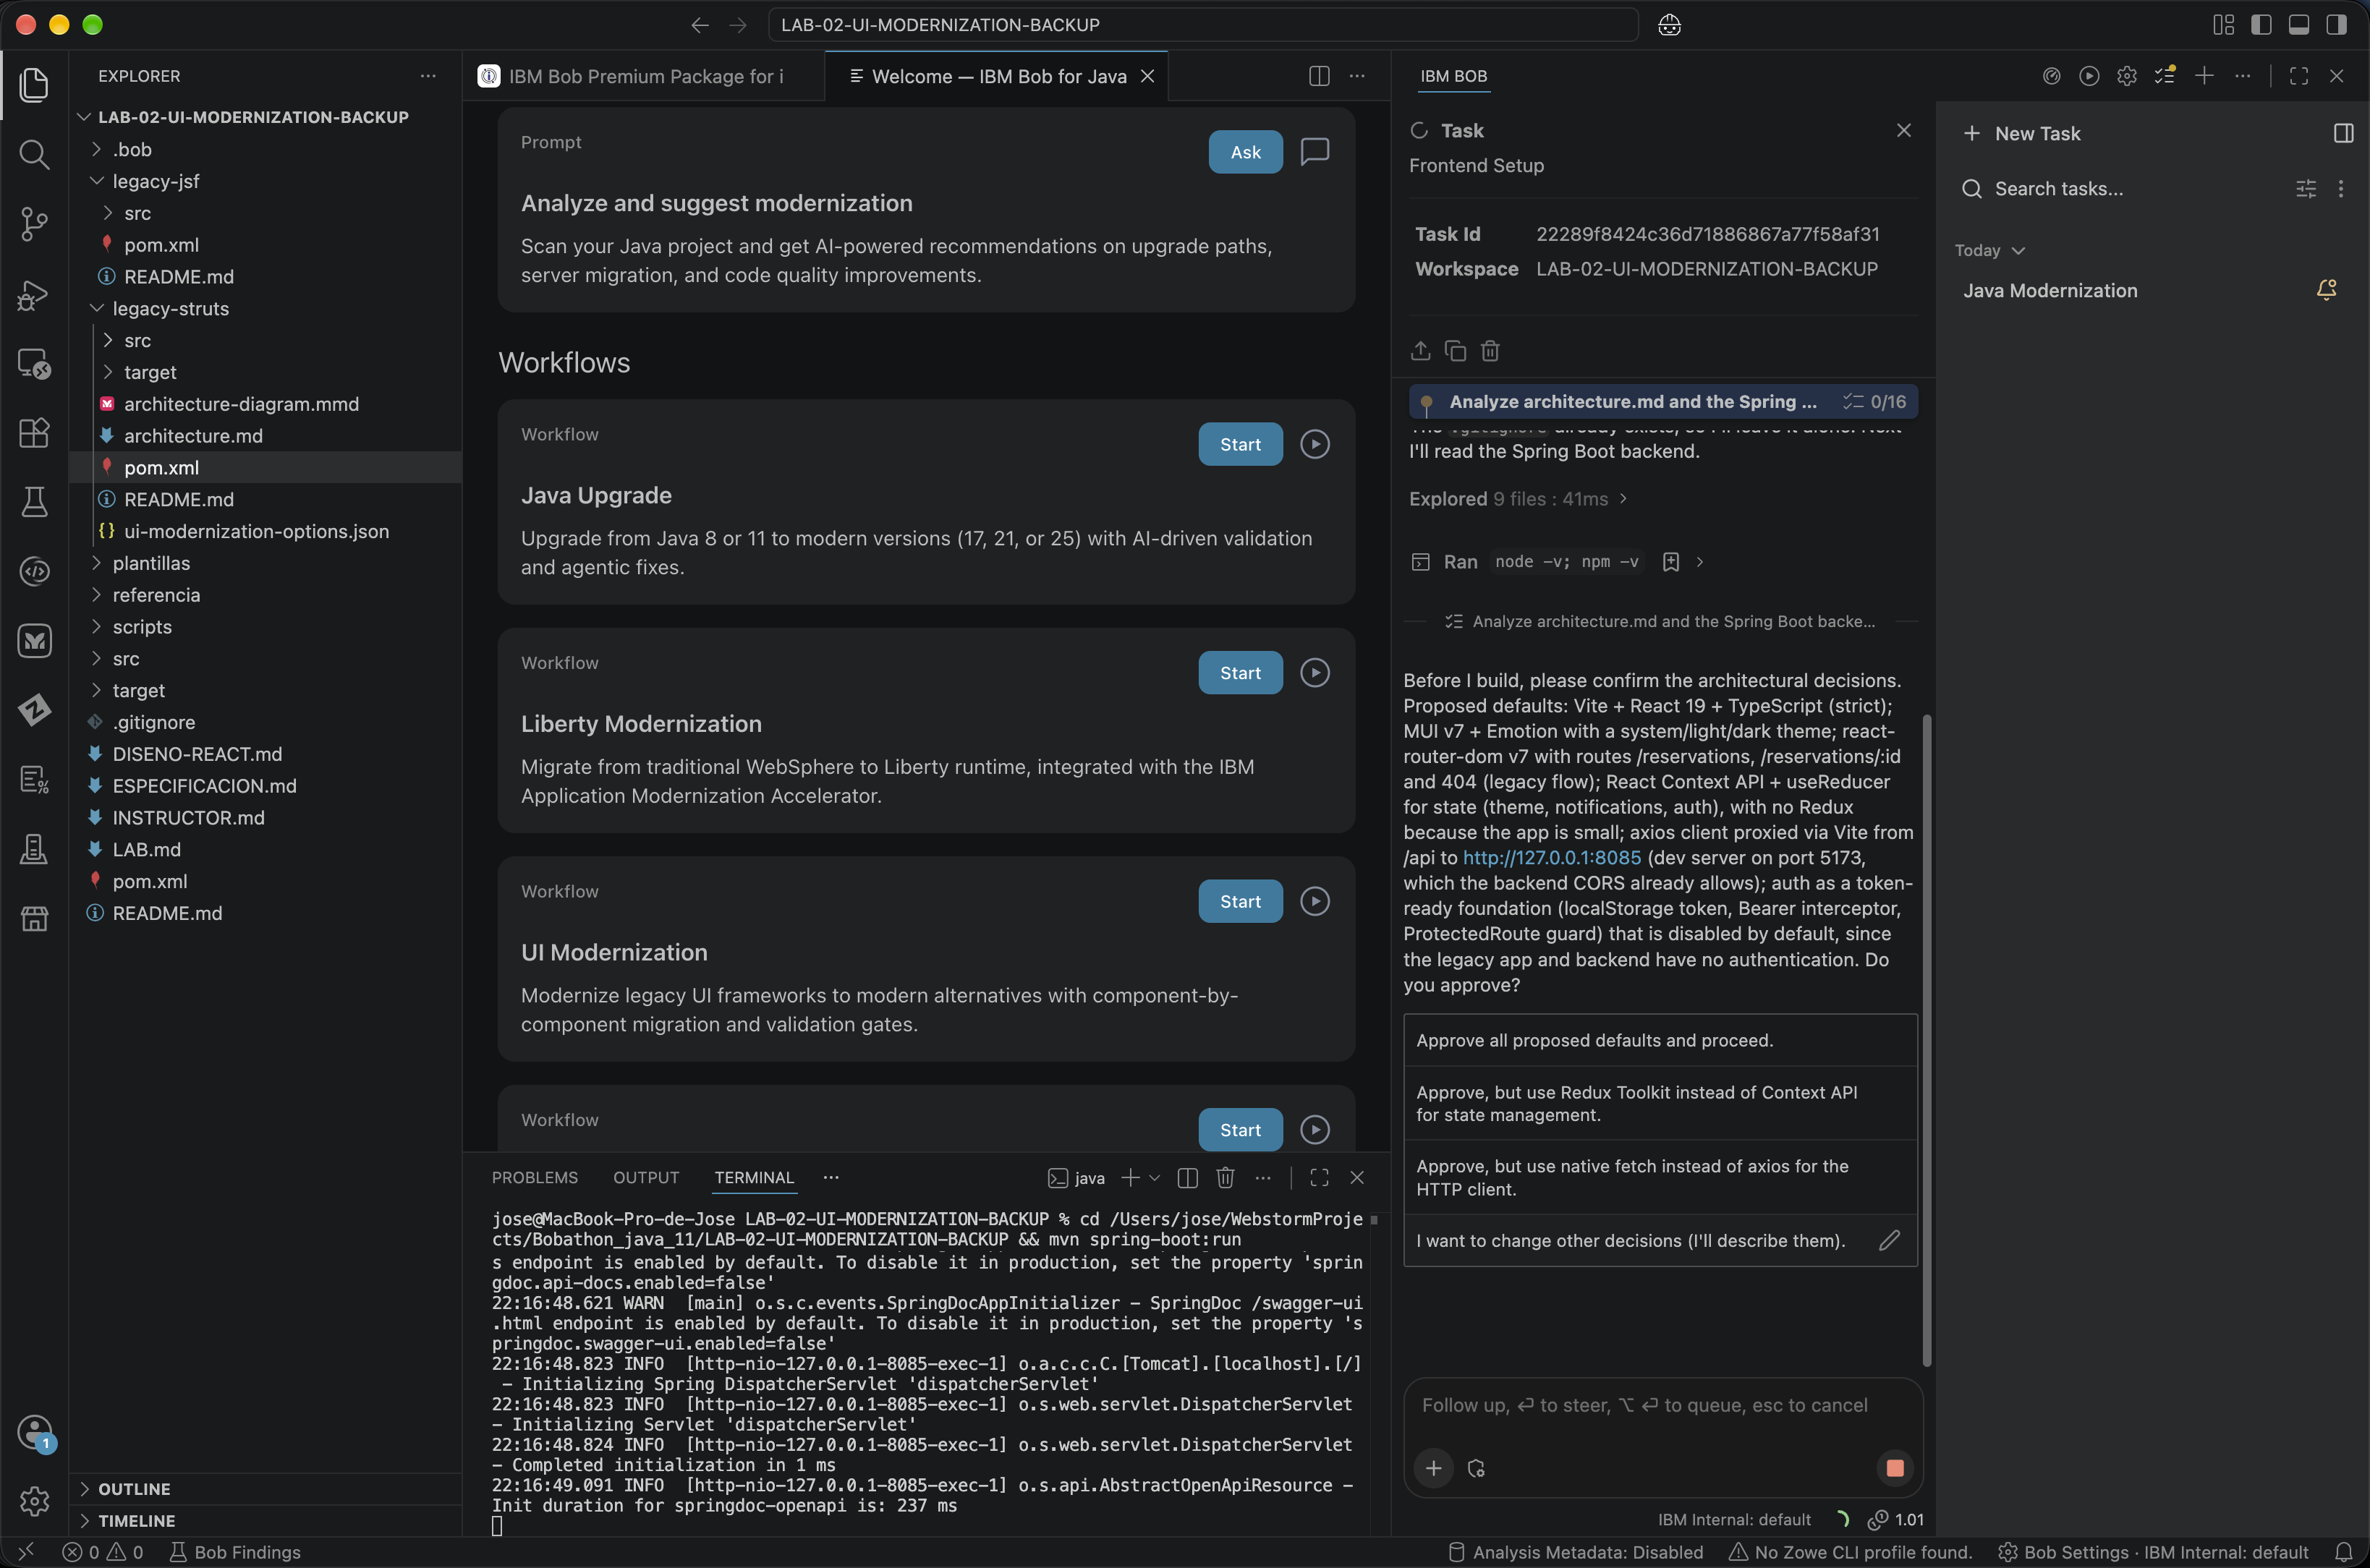 LAB-02-UI-MODERNIZATION-BACKUP
EXPLORER
LAB-02-UI-MODERNIZATION-BACKUP
.bob
legacy-jsf
src
pom.xml
README.md
legacy-struts
src
target
architecture-diagram.mmd
architecture.md
pom.xml
README.md
ui-modernization-options.json
plantillas
referencia
scripts
src
target
.gitignore
DISENO-REACT.md
ESPECIFICACION.md
INSTRUCTOR.md
LAB.md
pom.xml
README.md
OUTLINE
TIMELINE
1
IBM Bob Premium Package for i
Welcome — IBM Bob for Java
Prompt
Ask
Analyze and suggest modernization
Scan your Java project and get AI-powered recommendations on upgrade paths,
server migration, and code quality improvements.
Workflows
Workflow
Start
Java Upgrade
Upgrade from Java 8 or 11 to modern versions (17, 21, or 25) with AI-driven validation
and agentic fixes.
Workflow
Start
Liberty Modernization
Migrate from traditional WebSphere to Liberty runtime, integrated with the IBM
Application Modernization Accelerator.
Workflow
Start
UI Modernization
Modernize legacy UI frameworks to modern alternatives with component-by-
component migration and validation gates.
Workflow
Start
PROBLEMS
OUTPUT
TERMINAL
java
jose@MacBook-Pro-de-Jose LAB-02-UI-MODERNIZATION-BACKUP % cd /Users/jose/WebstormProje
cts/Bobathon_java_11/LAB-02-UI-MODERNIZATION-BACKUP && mvn spring-boot:run
s endpoint is enabled by default. To disable it in production, set the property 'sprin
gdoc.api-docs.enabled=false'
22:16:48.621 WARN  [main] o.s.c.events.SpringDocAppInitializer – SpringDoc /swagger-ui
.html endpoint is enabled by default. To disable it in production, set the property 's
pringdoc.swagger-ui.enabled=false'
22:16:48.823 INFO  [http-nio-127.0.0.1-8085-exec-1] o.a.c.c.C.[Tomcat].[localhost].[/]
– Initializing Spring DispatcherServlet 'dispatcherServlet'
22:16:48.823 INFO  [http-nio-127.0.0.1-8085-exec-1] o.s.web.servlet.DispatcherServlet
– Initializing Servlet 'dispatcherServlet'
22:16:48.824 INFO  [http-nio-127.0.0.1-8085-exec-1] o.s.web.servlet.DispatcherServlet
– Completed initialization in 1 ms
22:16:49.091 INFO  [http-nio-127.0.0.1-8085-exec-1] o.s.api.AbstractOpenApiResource –
Init duration for springdoc-openapi is: 237 ms
IBM BOB
Task
Frontend Setup
Task Id 22289f8424c36d71886867a77f58af31
Workspace LAB-02-UI-MODERNIZATION-BACKUP
Analyze architecture.md and the Spring ... 0/16
I'll read the Spring Boot backend.
Explored 9 files : 41ms
Ran node -v; npm -v
Analyze architecture.md and the Spring Boot backe...
Before I build, please confirm the architectural decisions.
Proposed defaults: Vite + React 19 + TypeScript (strict);
MUI v7 + Emotion with a system/light/dark theme; react-
router-dom v7 with routes /reservations, /reservations/:id
and 404 (legacy flow); React Context API + useReducer
for state (theme, notifications, auth), with no Redux
because the app is small; axios client proxied via Vite from
/api to http://127.0.0.1:8085 (dev server on port 5173,
which the backend CORS already allows); auth as a token-
ready foundation (localStorage token, Bearer interceptor,
ProtectedRoute guard) that is disabled by default, since
the legacy app and backend have no authentication. Do
you approve?
Approve all proposed defaults and proceed.
Approve, but use Redux Toolkit instead of Context API
for state management.
Approve, but use native fetch instead of axios for the
HTTP client.
I want to change other decisions (I'll describe them).
Follow up, ↩ to steer, ⌥ ↩ to queue, esc to cancel
IBM Internal: default
1.01
New Task
Search tasks...
Today
Java Modernization
0
0
Bob Findings
Analysis Metadata: Disabled
No Zowe CLI profile found.
Bob Settings · IBM Internal: default